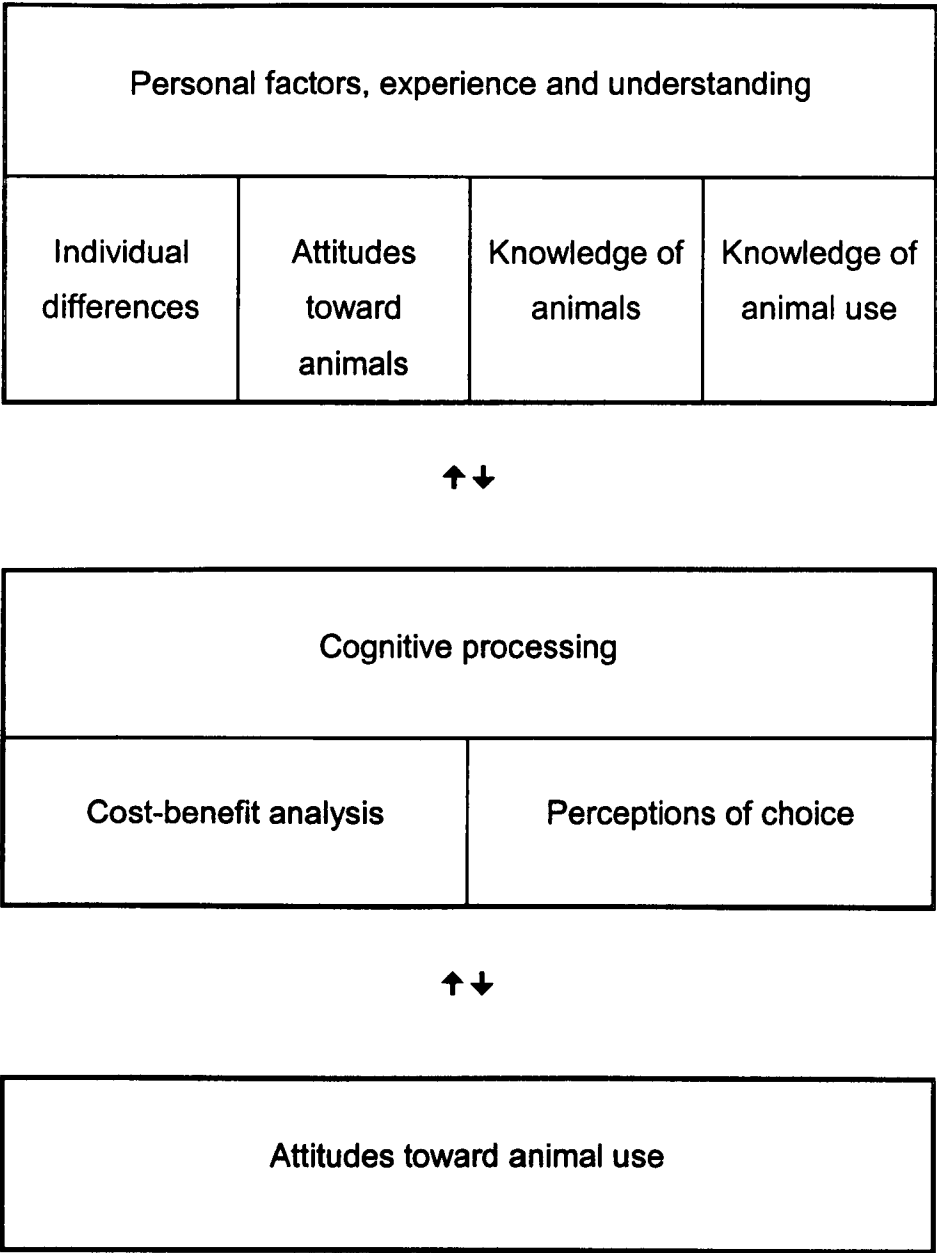 Personal factors, experience and understanding
Individual
differences
Attitudes
toward
animals
Knowledge of
animals
Knowledge of
animal use
Cognitive processing
Cost-benefit analysis
Perceptions of choice
Attitudes toward animal use